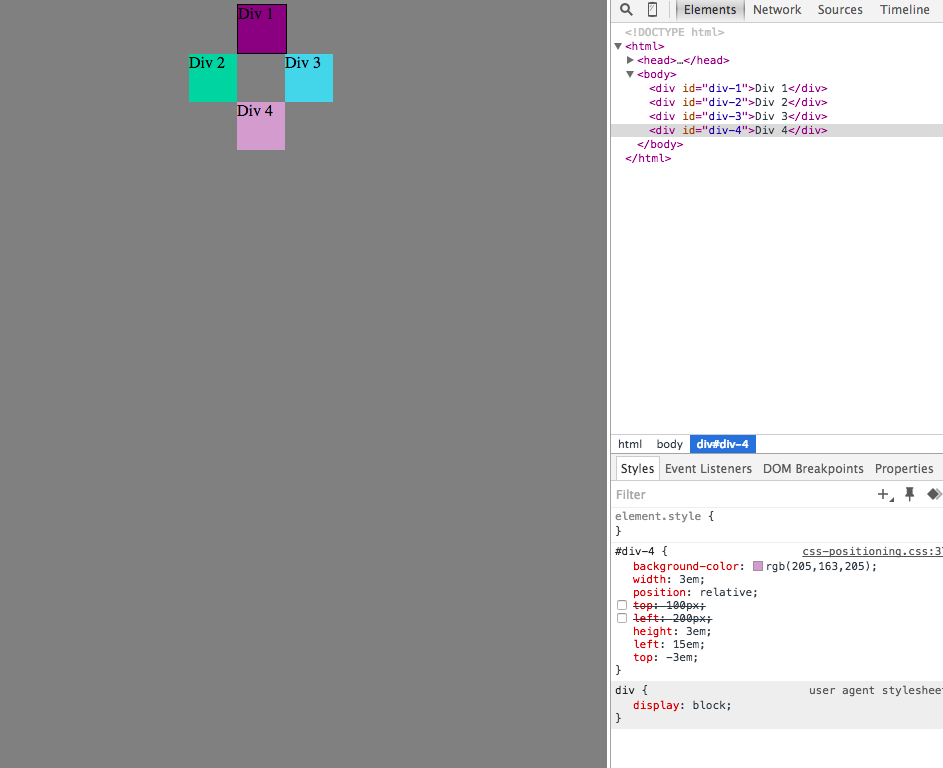 Div 1
Div 2
Div 3
Div 4
Elements Network Sources Timeline
<!DOCTYPE html>
<html>
<head>…</head>
<body>
<div id="div-1">Div 1</div>
<div id="div-2">Div 2</div>
<div id="div-3">Div 3</div>
<div id="div-4">Div 4</div>
</body>
</html>
html body div#div-4
Styles Event Listeners DOM Breakpoints Properties
Filter
element.style {
}
#div-4 { css-positioning.css:37
background-color: rgb(205,163,205);
width: 3em;
position: relative;
top: 100px;
left: 200px;
height: 3em;
left: 15em;
top: -3em;
}
div { user agent stylesheet
display: block;
}